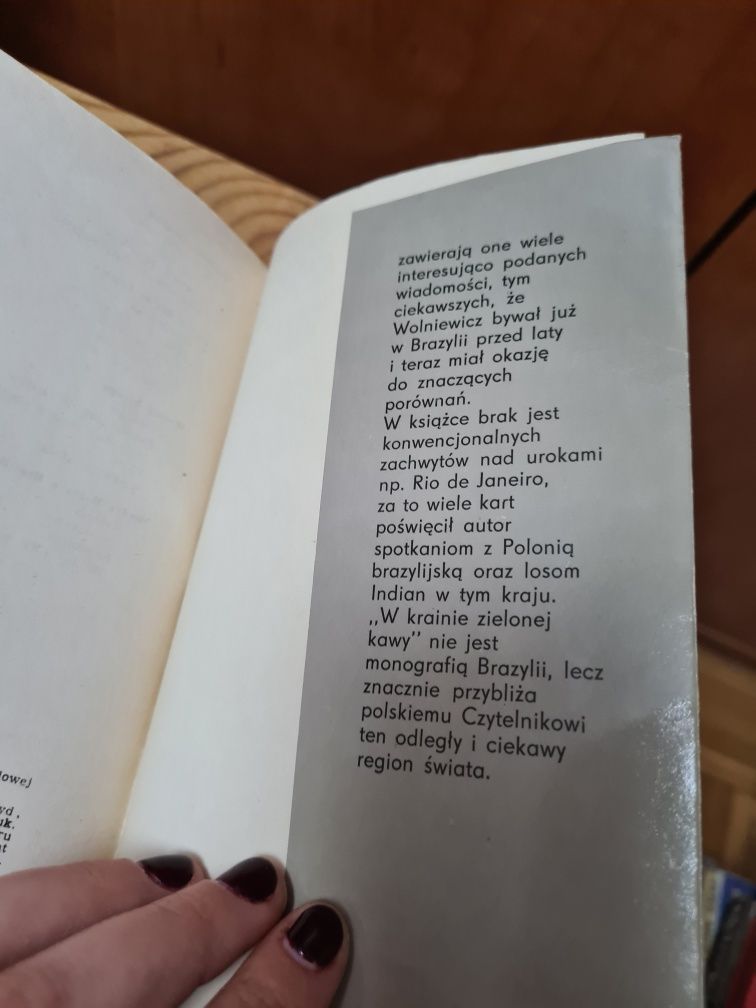 zawierają one wiele
interesująco podanych
wiadomości, tym
ciekawszych, że
Wolniewicz bywał już
w Brazylii przed laty
i teraz miał okazję
do znaczących
porównań.
W książce brak jest
konwencjonalnych
zachwytów nad urokami
np. Rio de Janeiro,
za to wiele kart
poświęcił autor
spotkaniom z Polonią
brazylijską oraz losom
Indian w tym kraju.
„W krainie zielonej
kawy" nie jest
monografią Brazylii, lecz
znacznie przybliża
polskiemu Czytelnikowi
ten odległy i ciekawy
region świata.